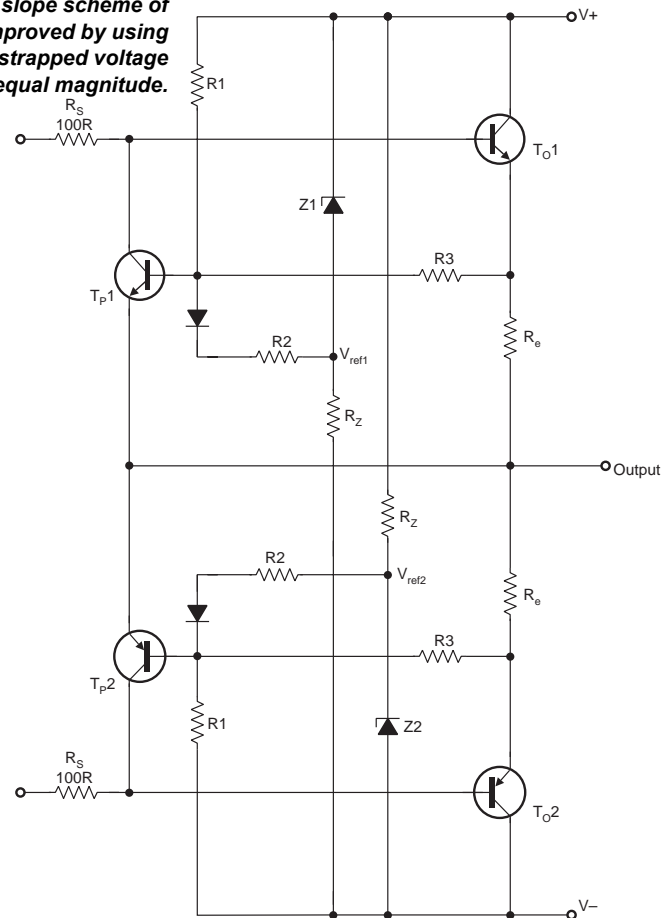 slope scheme of
mproved by using
strapped voltage
equal magnitude.
V+
R1
RS
100R
TO1
Z1
R3
TP1
Re
R2
Vref1
RZ
Output
RZ
R2
Vref2
Re
R3
TP2
R1
Z2
RS
100R
TO2
V–